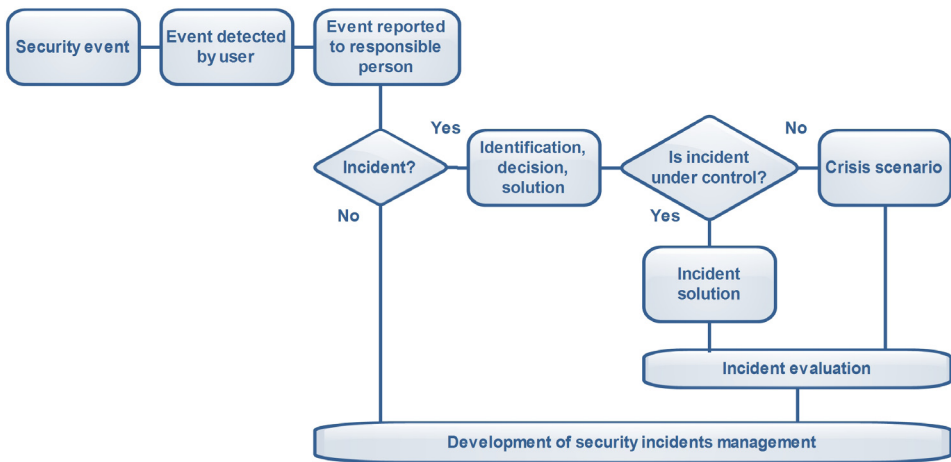 Security event
Event detected
by user
Event reported
to responsible
person
Incident?
Yes
No
Identification,
decision,
solution
Is incident
under control?
No
Yes
Crisis scenario
Incident
solution
Incident evaluation
Development of security incidents management